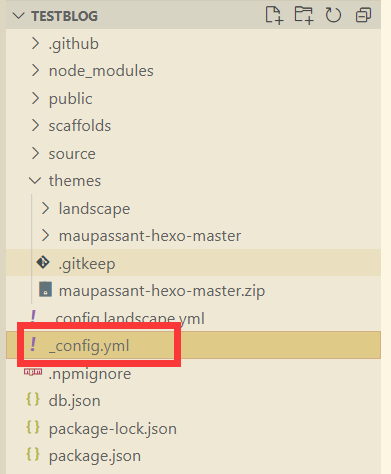 TESTBLOG
.github
node_modules
public
scaffolds
source
themes
landscape
maupassant-hexo-master
.gitkeep
maupassant-hexo-master.zip
_config.landscape.yml
_config.yml
.npmignore
db.json
package-lock.json
package.json